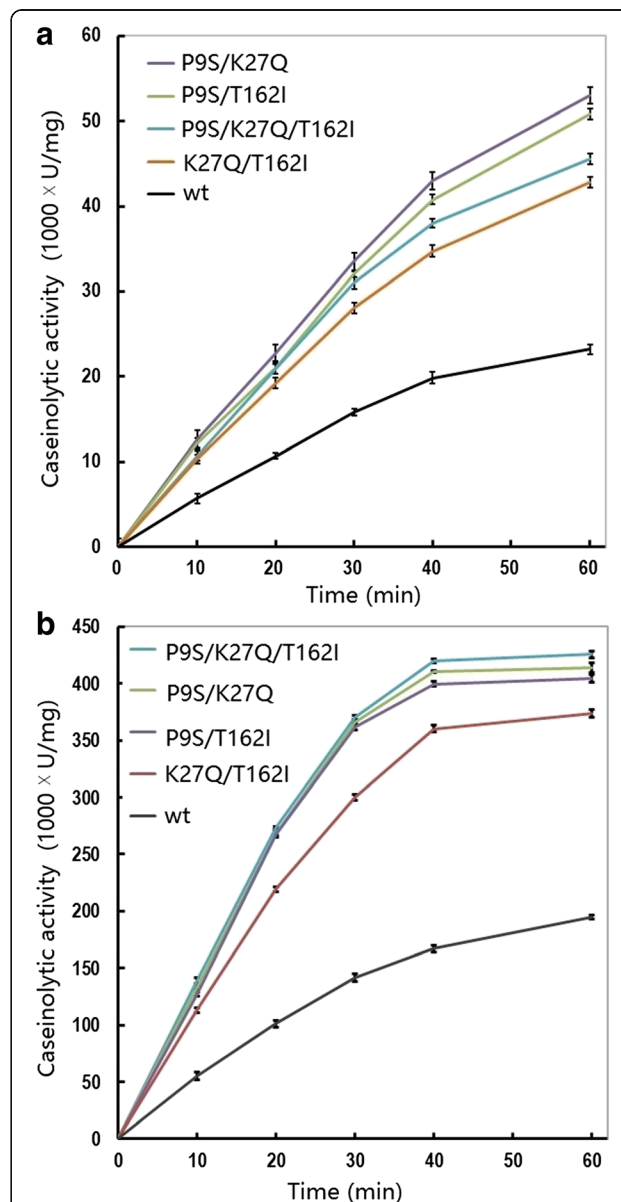 a
60
50
40
30
20
10
0
Caseinolytic activity (1000 × U/mg)
P9S/K27Q
P9S/T162I
P9S/K27Q/T162I
K27Q/T162I
wt
0 10 20 30 40 50 60
Time (min)
b
450
400
350
300
250
200
150
100
50
0
Caseinolytic activity (1000 × U/mg)
P9S/K27Q/T162I
P9S/K27Q
P9S/T162I
K27Q/T162I
wt
0 10 20 30 40 50 60
Time (min)